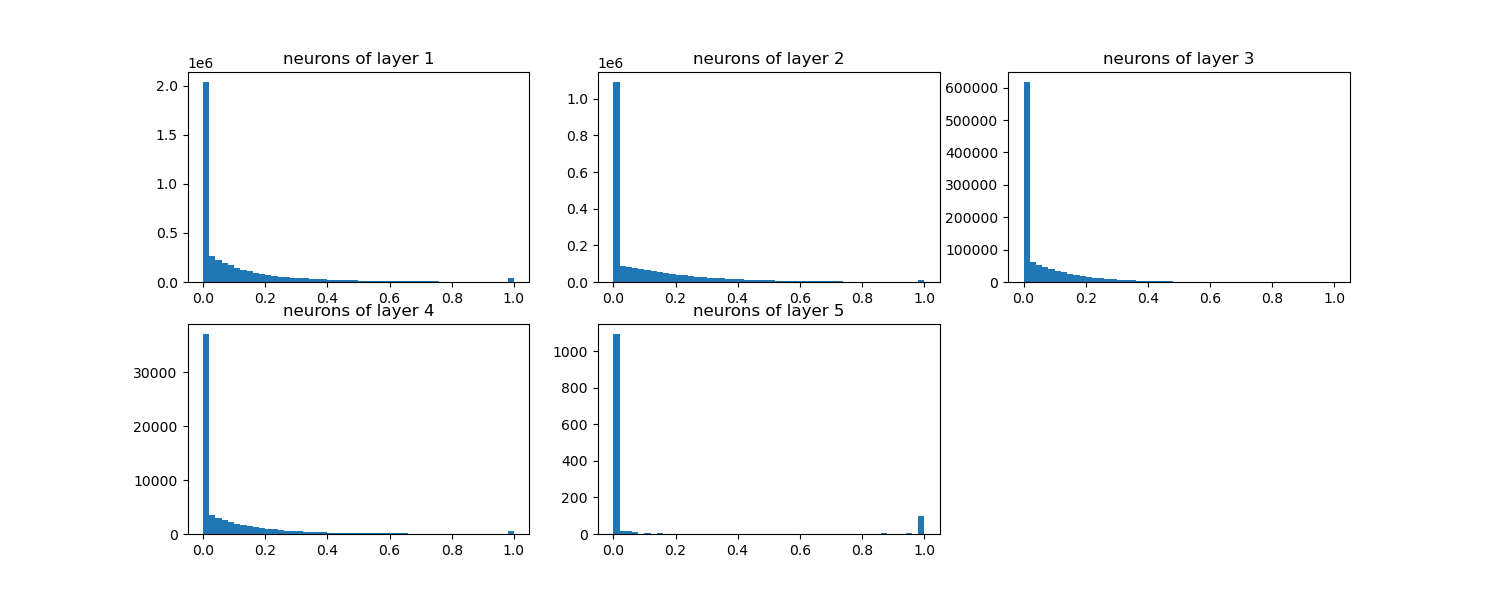 neurons of layer 1
1e6
2.0
1.5
1.0
0.5
0.0
0.0 0.2 0.4 0.6 0.8 1.0
neurons of layer 2
1e6
1.0
0.8
0.6
0.4
0.2
0.0
0.0 0.2 0.4 0.6 0.8 1.0
neurons of layer 3
600000
500000
400000
300000
200000
100000
0
0.0 0.2 0.4 0.6 0.8 1.0
neurons of layer 4
30000
20000
10000
0
0.0 0.2 0.4 0.6 0.8 1.0
neurons of layer 5
1000
800
600
400
200
0
0.0 0.2 0.4 0.6 0.8 1.0